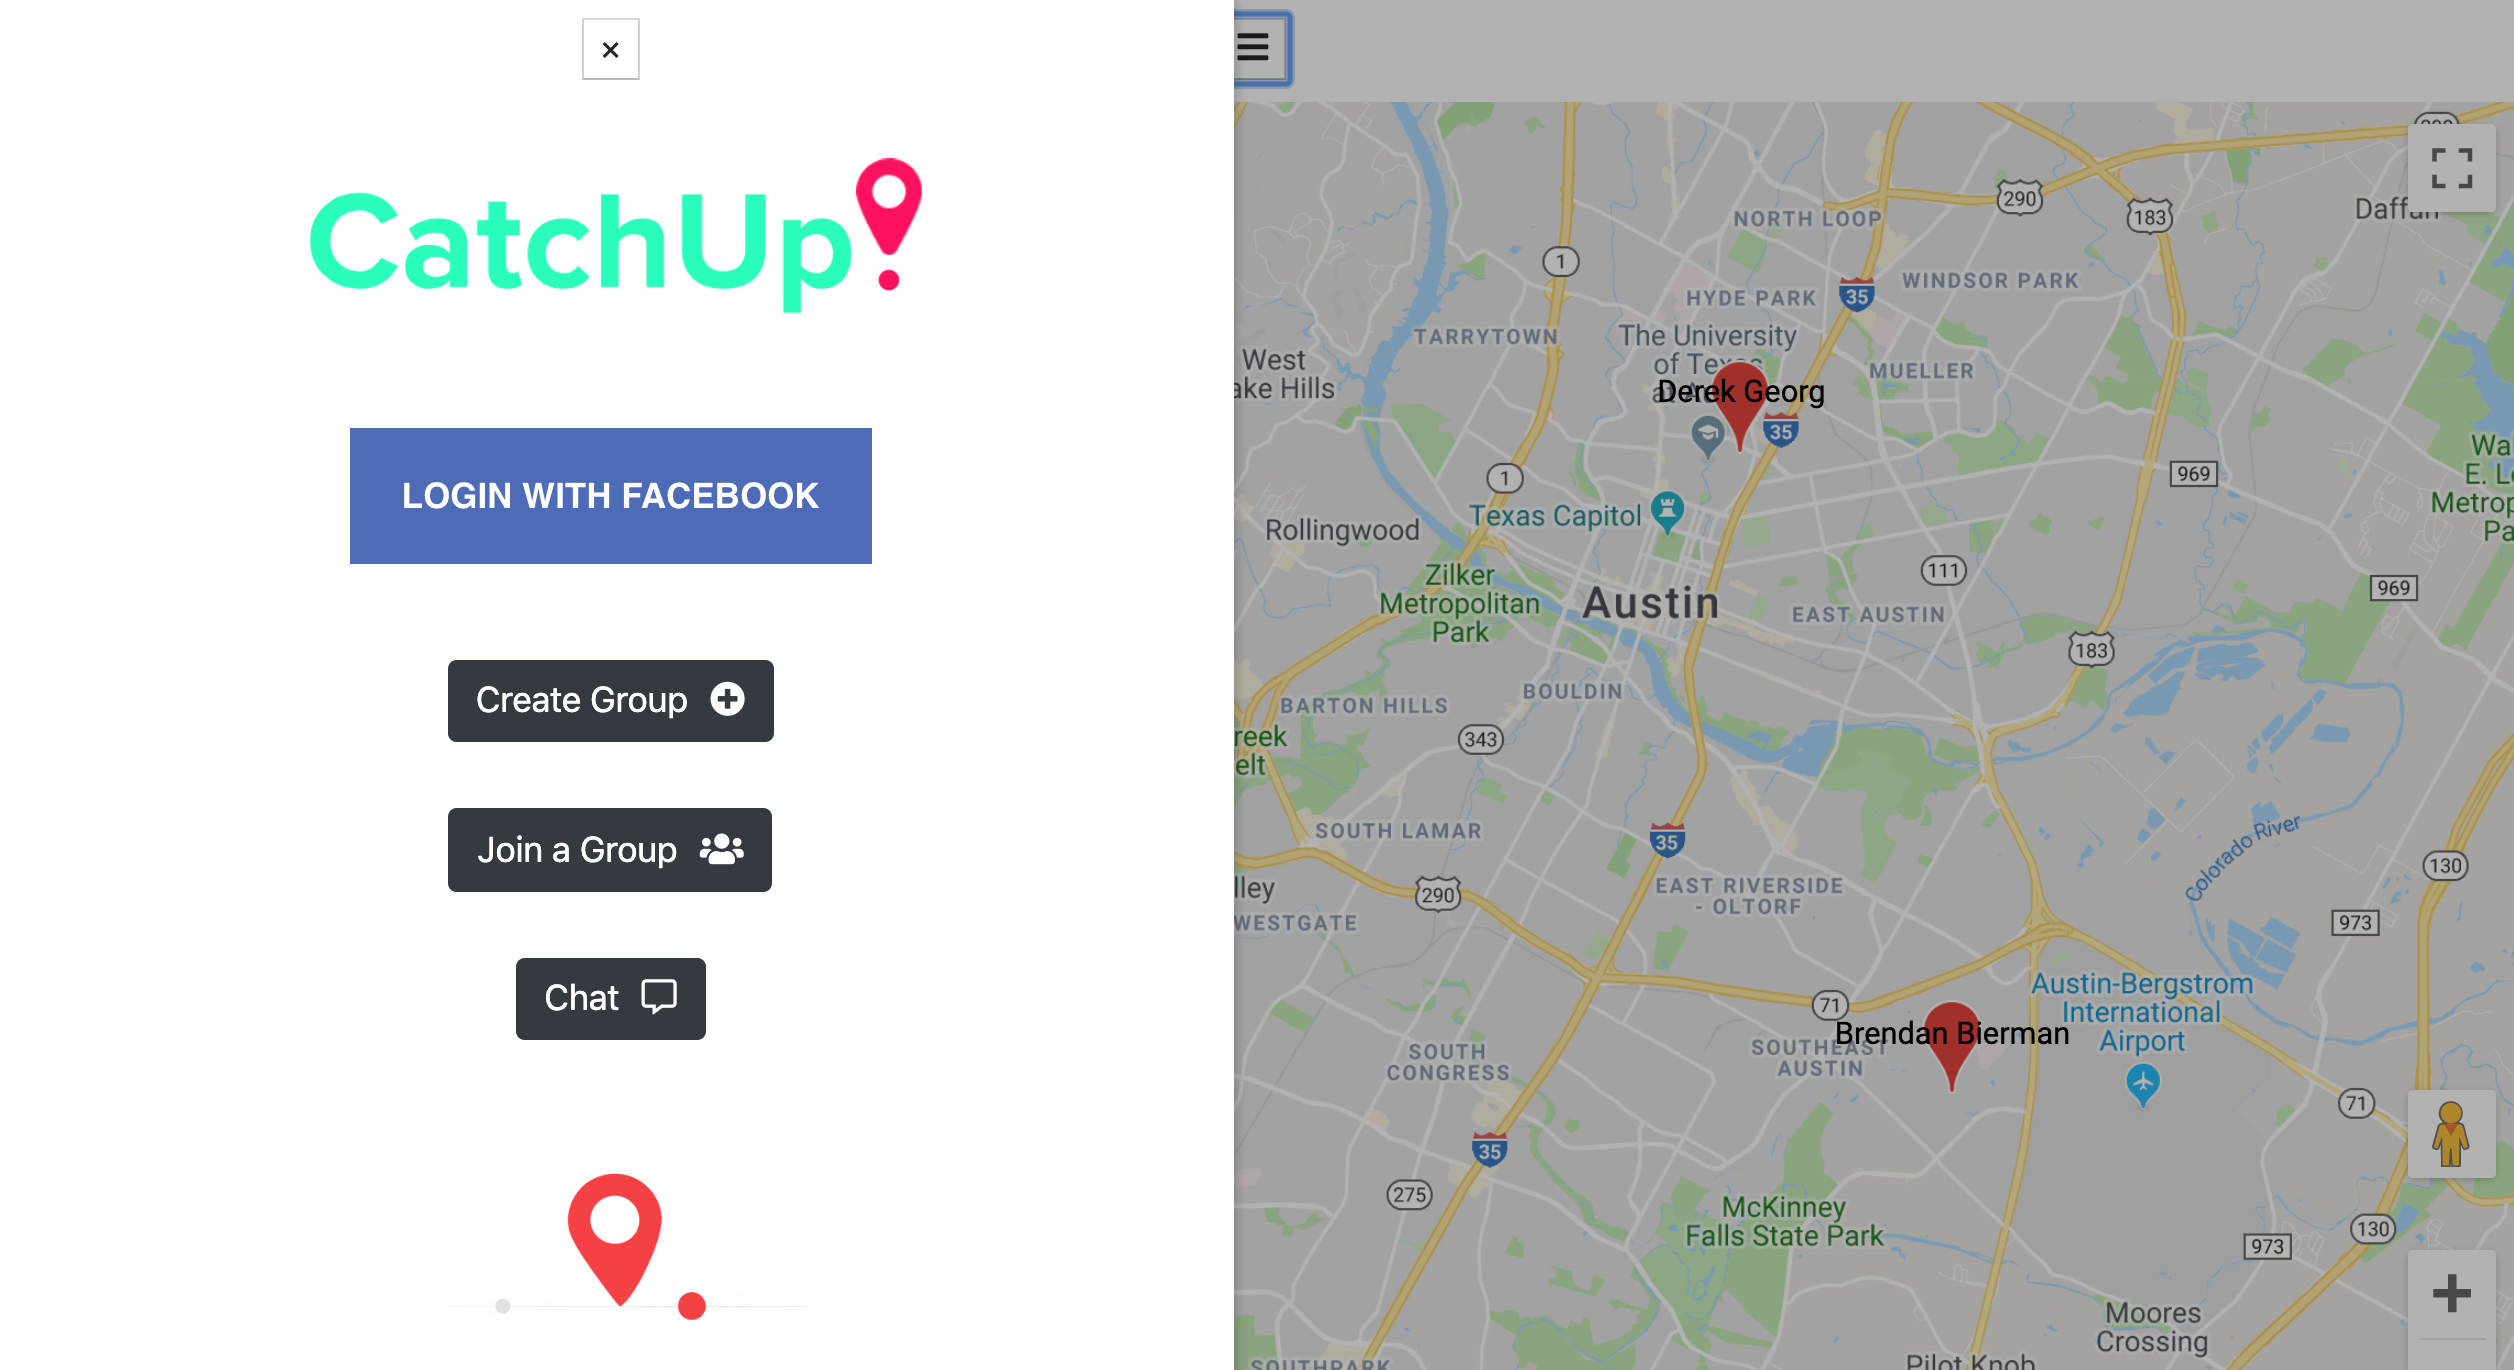 ×
CatchUp
LOGIN WITH FACEBOOK
Create Group
Join a Group
Chat
290
Daffan
183
NORTH LOOP
1
WINDSOR PARK
HYDE PARK
35
TARRYTOWN
The University
of Texas
at Au
West
ake Hills
MUELLER
Derek Georg
35
969
1
Texas Capitol
Rollingwood
Wa
E. L
Metrop
Pa
Zilker
Metropolitan
Park
111
969
Austin
EAST AUSTIN
183
BOULDIN
BARTON HILLS
reek
elt
343
SOUTH LAMAR
35
Colorado River
130
lley
290
EAST RIVERSIDE
- OLTORF
WESTGATE
973
Austin-Bergstrom
International
Airport
71
Brendan Bierman
SOUTHEAST
AUSTIN
SOUTH
CONGRESS
71
35
275
McKinney
Falls State Park
130
973
Moores
Crossing
Pilot Knob
SOUTHPARK